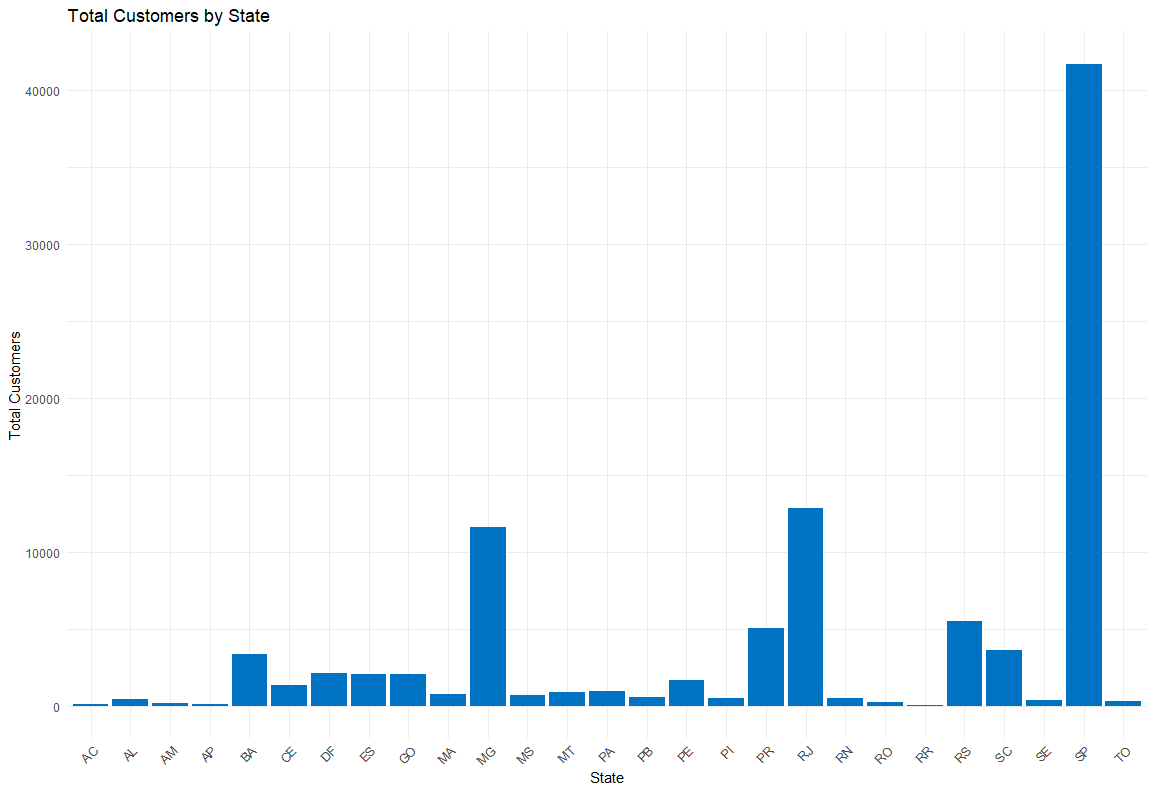 Total Customers by State
Total Customers
40000
30000
20000
10000
0
AC AL AM AP BA CE DF ES GO MA MG MS MT PA PB PE PI PR RJ RN RO RR RS SC SE SP TO
State